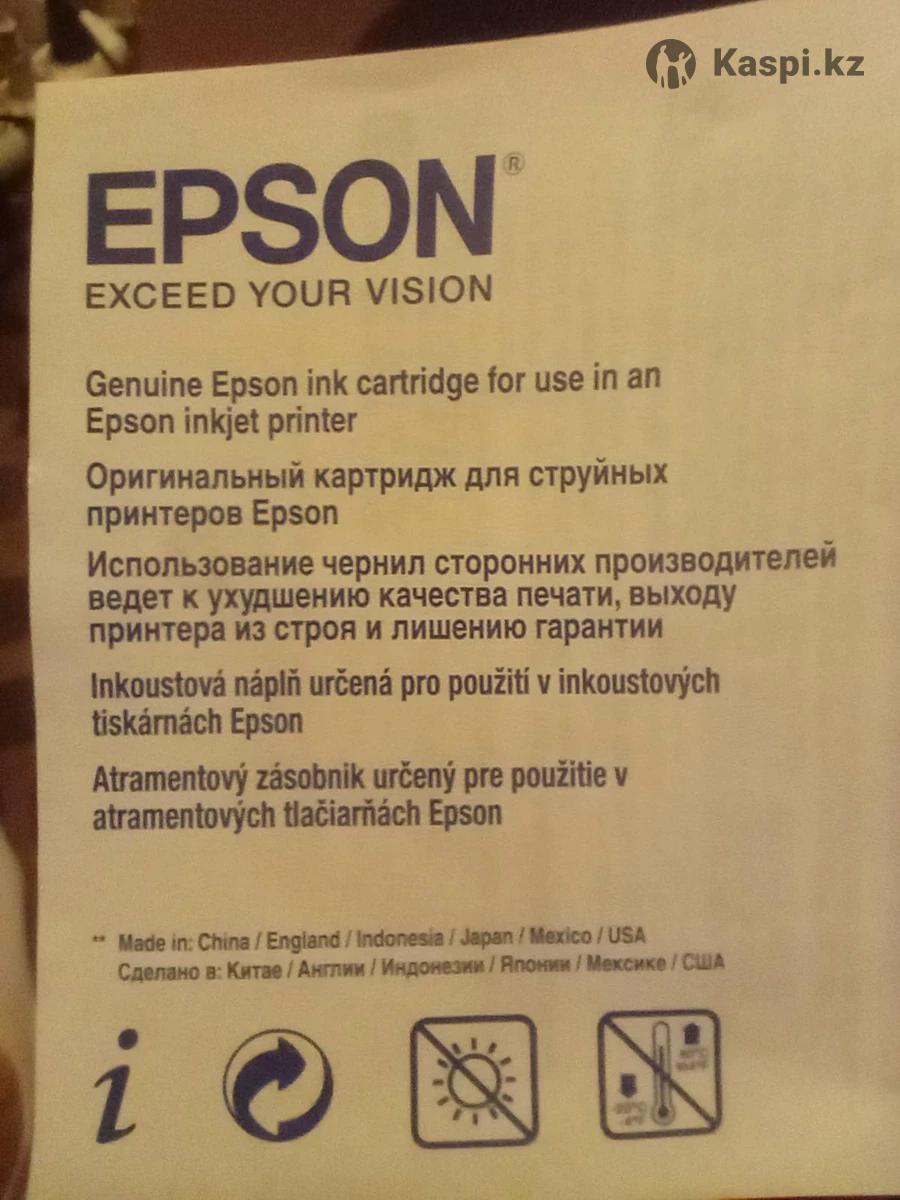 Kaspi.kz
EPSON®
EXCEED YOUR VISION
Genuine Epson ink cartridge for use in an
Epson inkjet printer
Оригинальный картридж для струйных
принтеров Epson
Использование чернил сторонних производителей
ведет к ухудшению качества печати, выходу
принтера из строя и лишению гарантии
Inkoustová náplň určená pro použití v inkoustových
tiskárnách Epson
Atramentový zásobnik určený pre použitie v
atramentových tlačiarňách Epson
** Made in: China / England / Indonesia / Japan / Mexico / USA
Сделано в: Китае / Англии / Индонезии / Японии / Мексике / США
i